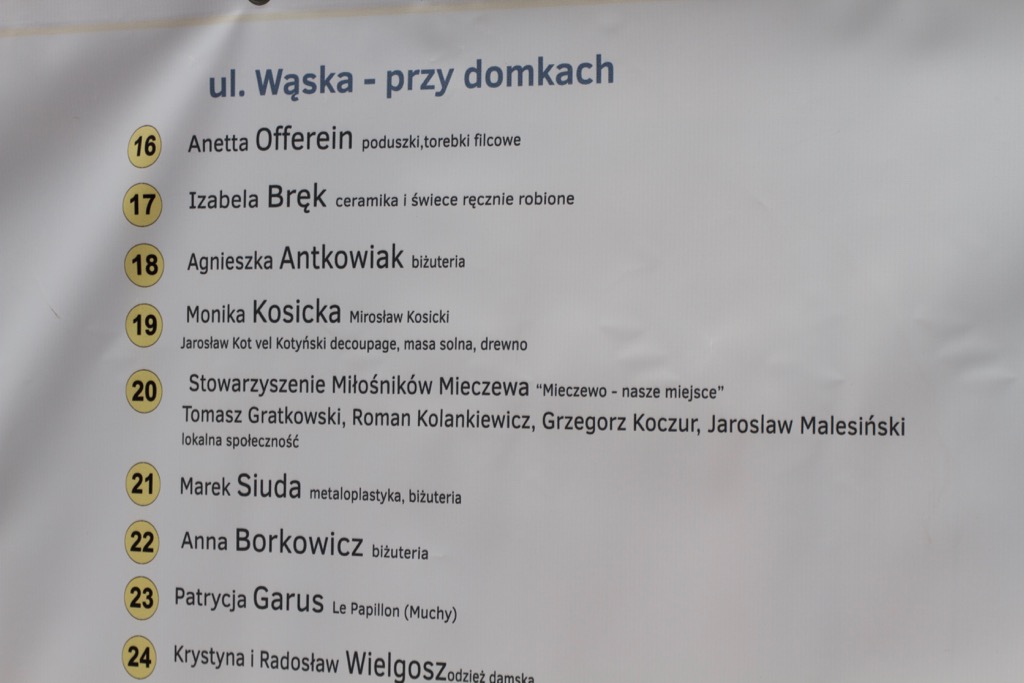 ul. Wąska - przy domkach
16 Anetta Offerein poduszki,torebki filcowe
17 Izabela Bręk ceramika i świece ręcznie robione
18 Agnieszka Antkowiak biżuteria
19 Monika Kosicka Mirosław Kosicki
Jarosław Kot vel Kotyński decoupage, masa solna, drewno
20 Stowarzyszenie Miłośników Mieczewa “Mieczewo - nasze miejsce”
Tomasz Gratkowski, Roman Kolankiewicz, Grzegorz Koczur, Jaroslaw Malesiński
lokalna społeczność
21 Marek Siuda metaloplastyka, biżuteria
22 Anna Borkowicz biżuteria
23 Patrycja Garus Le Papillon (Muchy)
24 Krystyna i Radosław Wielgosz odzież damska